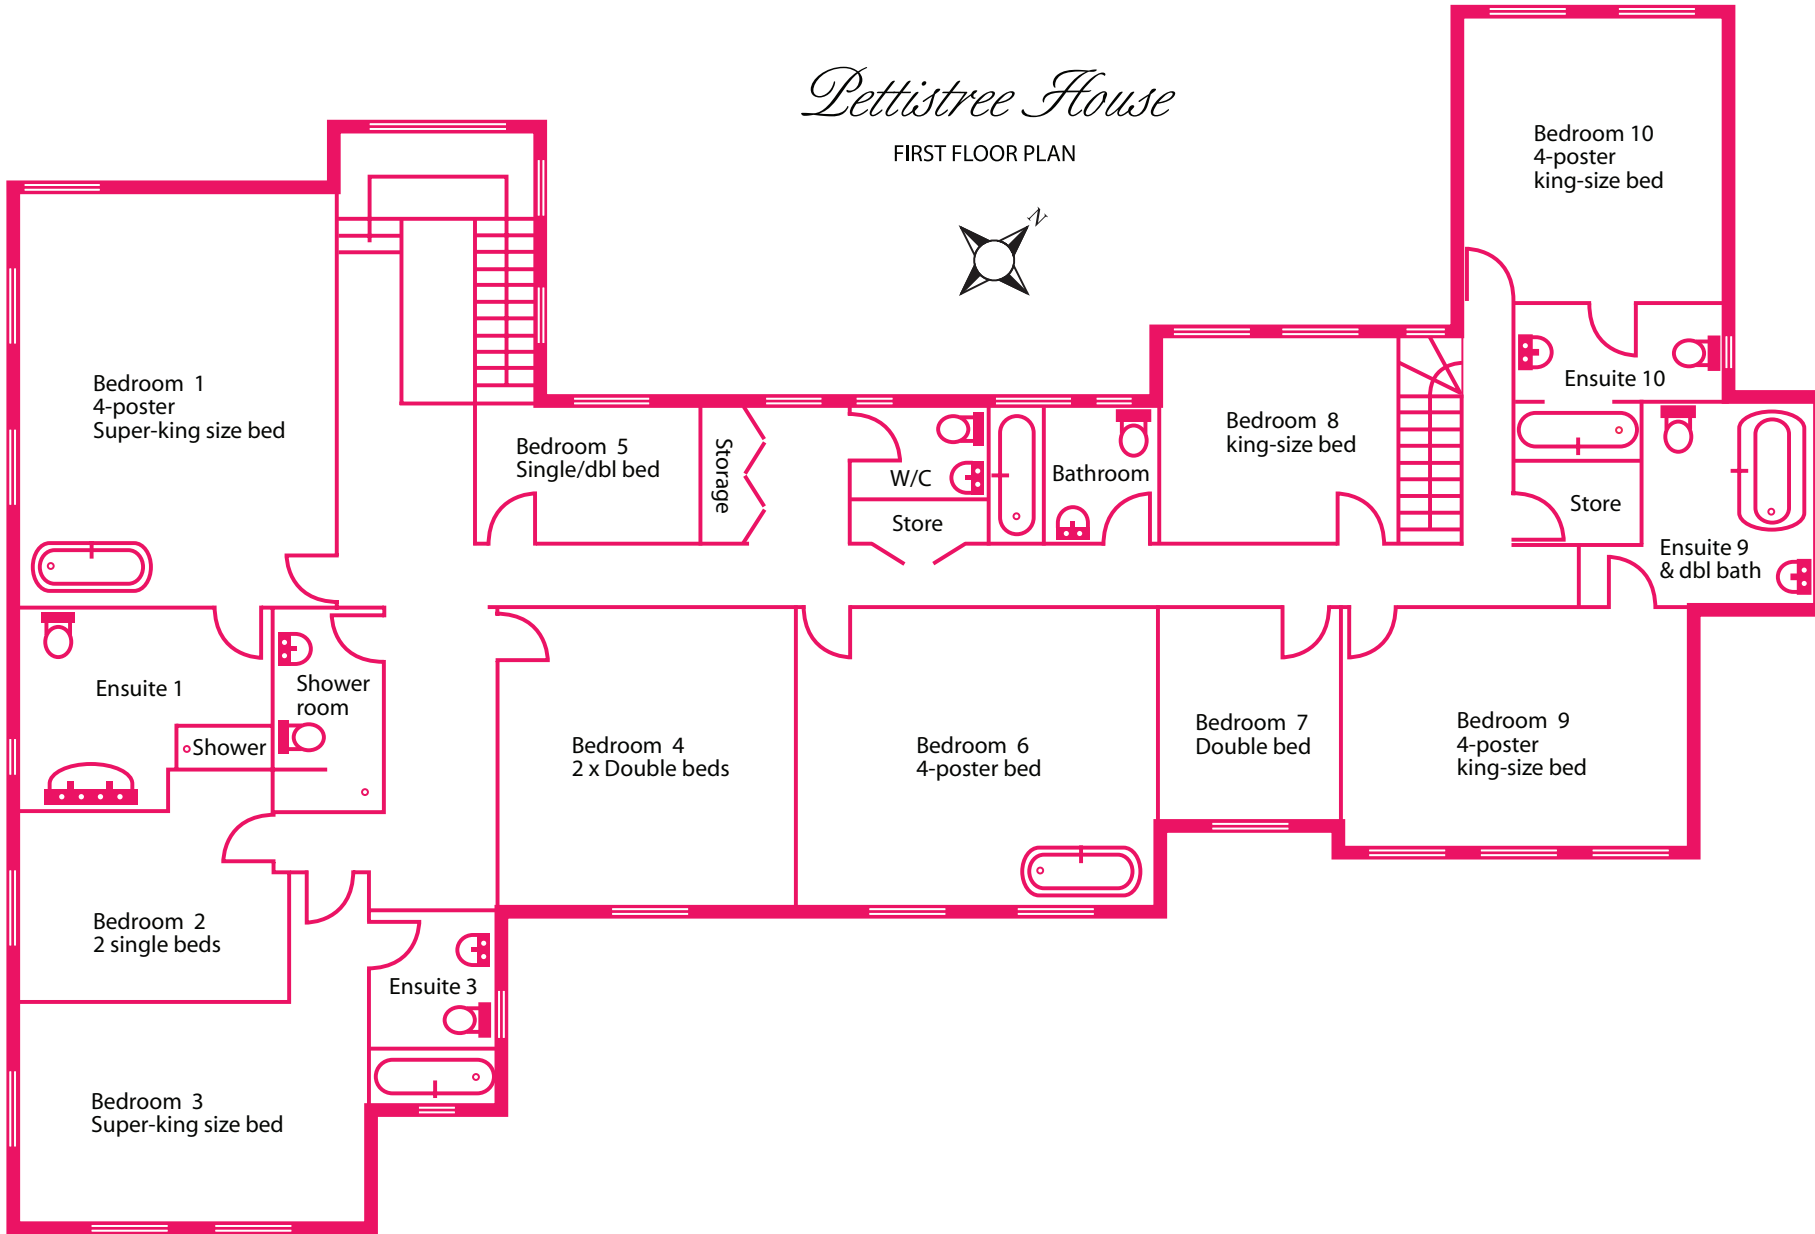 Pettistree House
FIRST FLOOR PLAN
N
Bedroom 10
4-poster
king-size bed
Bedroom 1
4-poster
Super-king size bed
Bedroom 5
Single/dbl bed
Storage
W/C
Store
Bathroom
Bedroom 8
king-size bed
Ensuite 10
Store
Ensuite 9
& dbl bath
Ensuite 1
Shower
Shower
room
Bedroom 4
2 x Double beds
Bedroom 6
4-poster bed
Bedroom 7
Double bed
Bedroom 9
4-poster
king-size bed
Bedroom 2
2 single beds
Ensuite 3
Bedroom 3
Super-king size bed